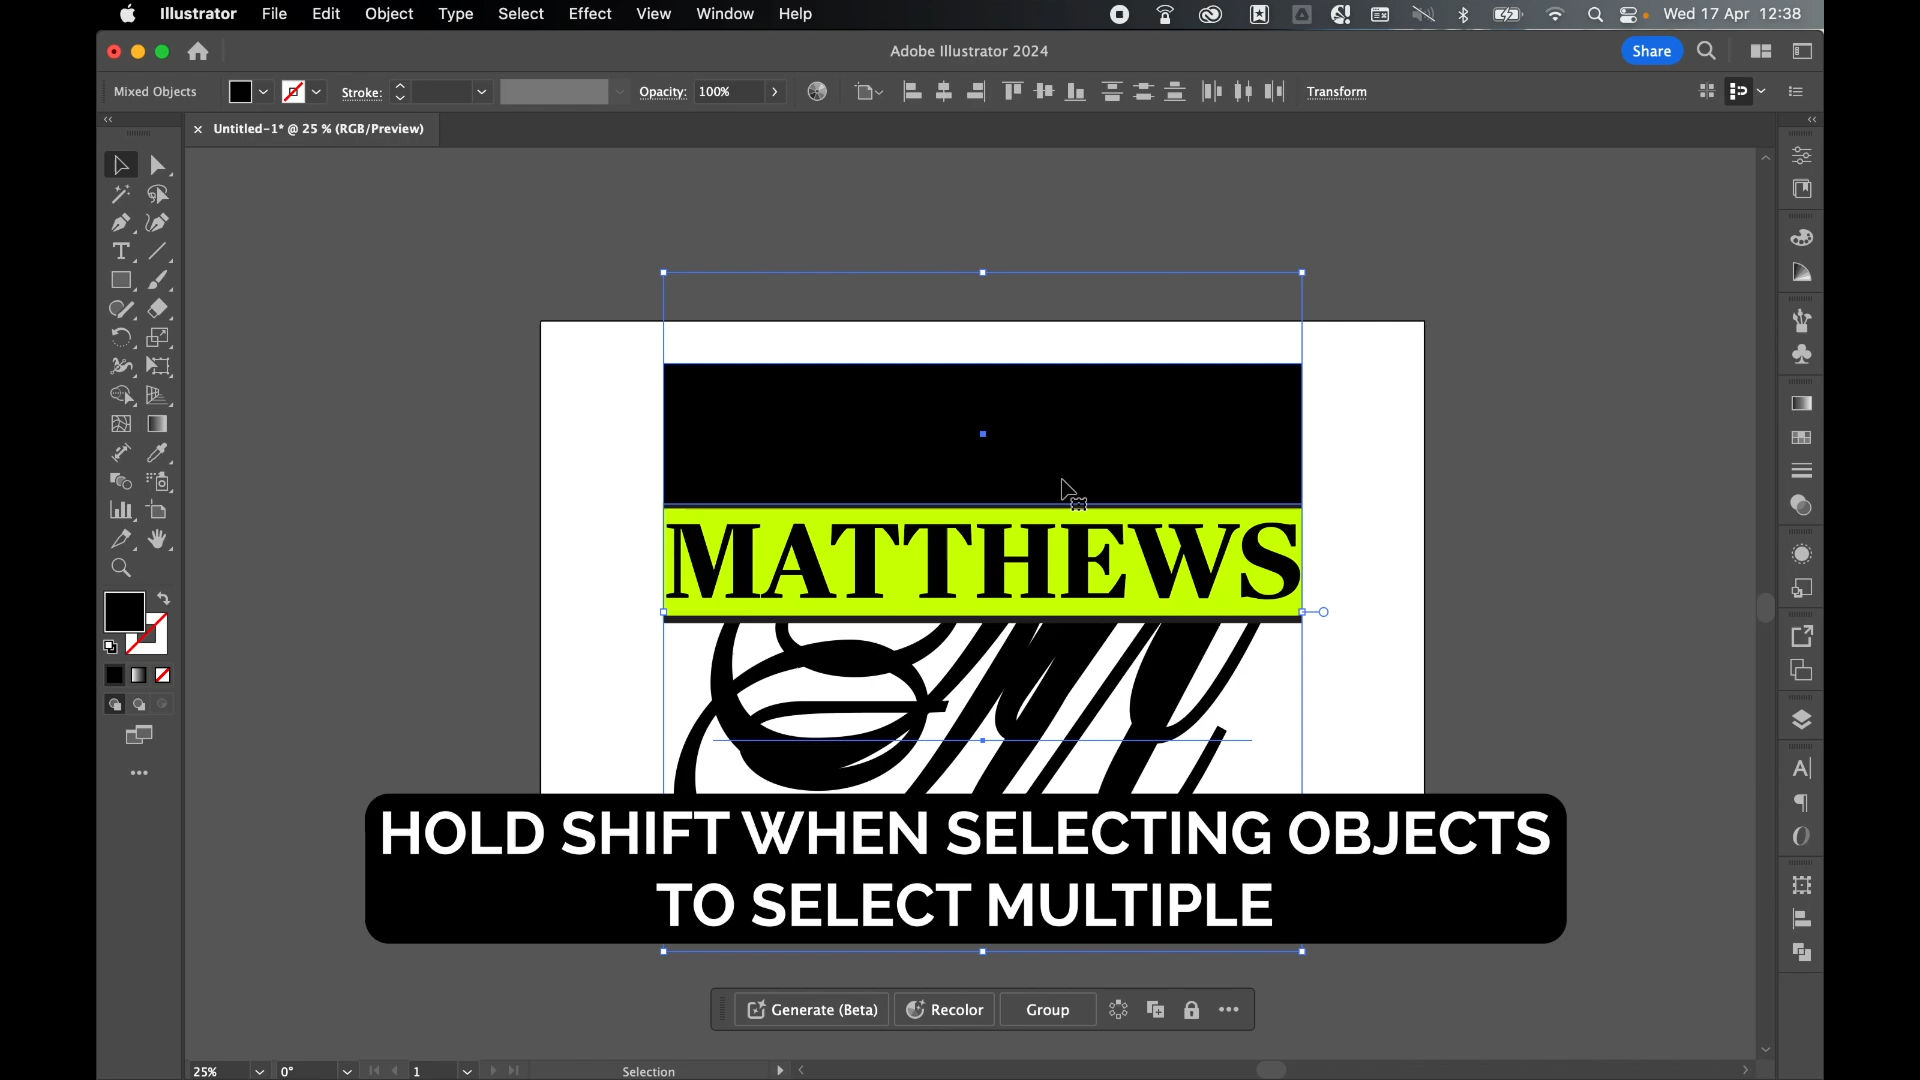 Illustrator File Edit Object Type Select Effect View Window Help Wed 17 Apr 12:38
Adobe Illustrator 2024
Share
Mixed Objects Stroke: Opacity: 100% Transform
Untitled-1* @ 25 % (RGB/Preview)
MATTHEWS
HOLD SHIFT WHEN SELECTING OBJECTS
TO SELECT MULTIPLE
Generate (Beta) Recolor Group
25% 0° 1 Selection